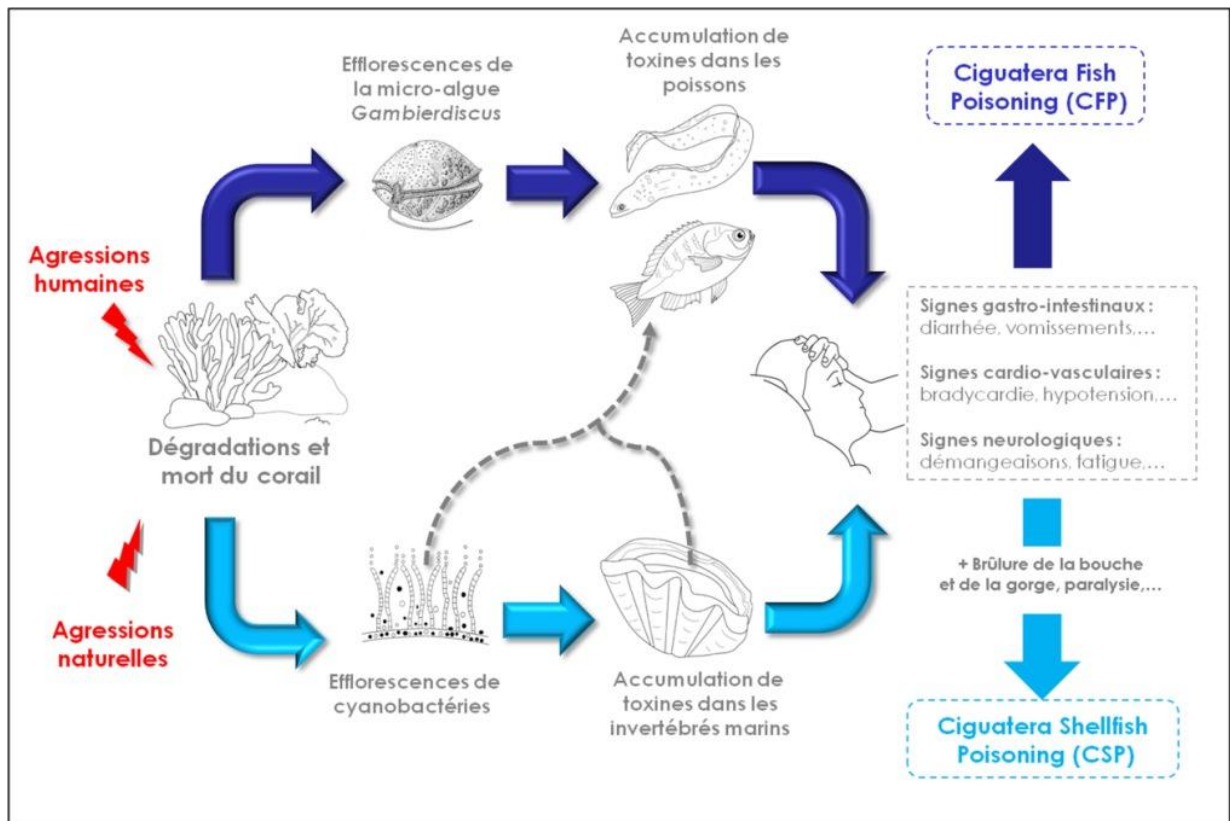 Efflorescences de
la micro-algue
Gambierdiscus
Accumulation de
toxines dans les
poissons
Ciguatera Fish
Poisoning (CFP)
Agressions
humaines
Dégradations et
mort du corail
Signes gastro-intestinaux :
diarrhée, vomissements,...
Signes cardio-vasculaires :
bradycardie, hypotension,...
Signes neurologiques :
démangeaisons, fatigue,...
Agressions
naturelles
Efflorescences de
cyanobactéries
Accumulation de
toxines dans les
invertébrés marins
+ Brûlure de la bouche
et de la gorge, paralysie,...
Ciguatera Shellfish
Poisoning (CSP)